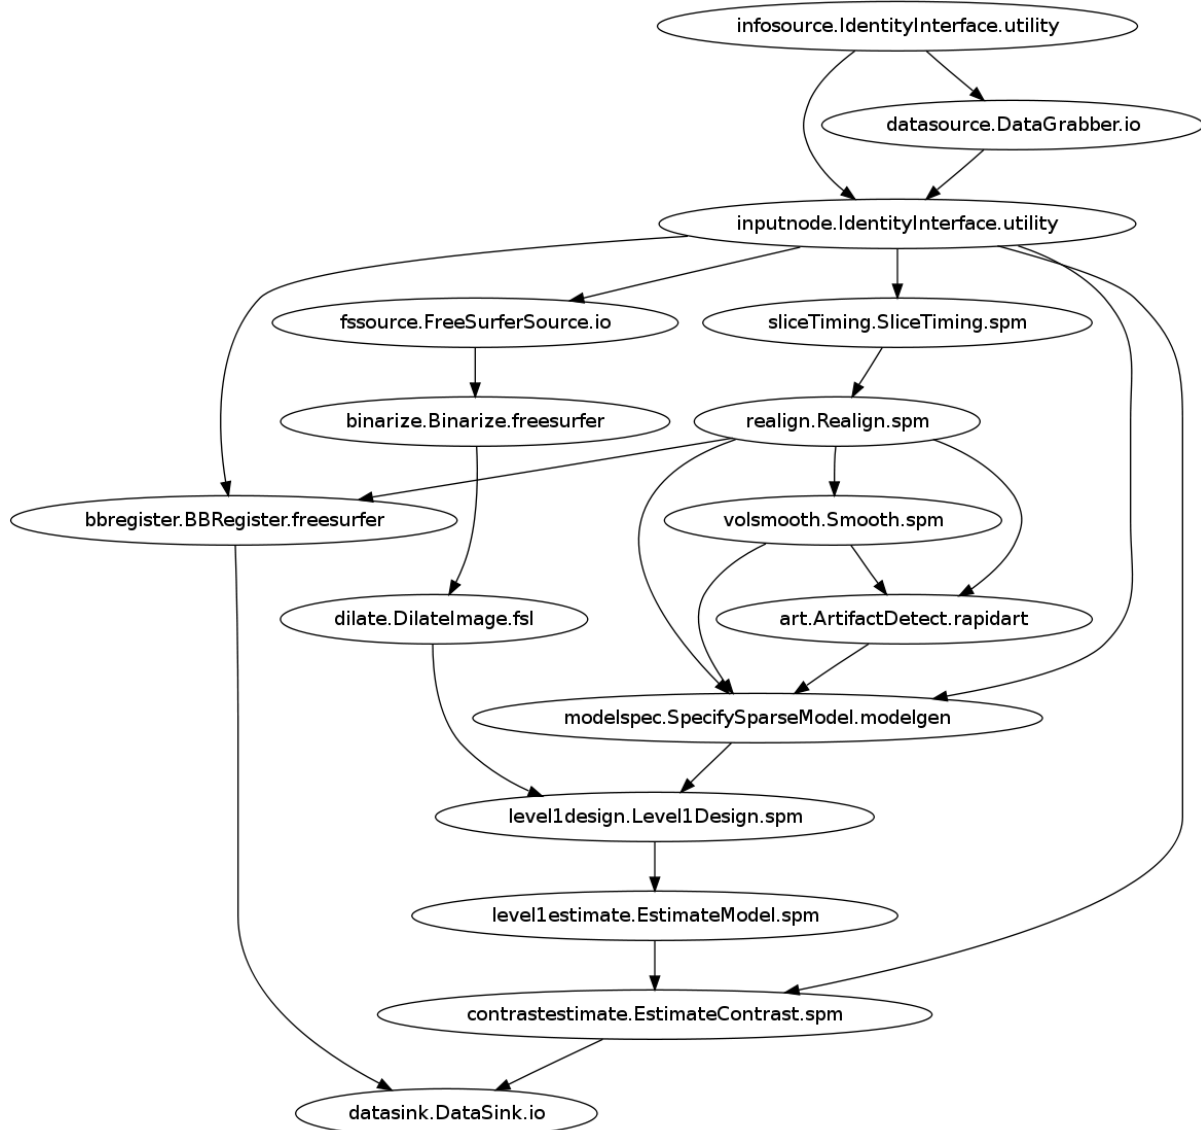 infosource.IdentityInterface.utility
datasource.DataGrabber.io
inputnode.IdentityInterface.utility
fssource.FreeSurferSource.io
sliceTiming.SliceTiming.spm
binarize.Binarize.freesurfer
realign.Realign.spm
bbregister.BBRegister.freesurfer
volsmooth.Smooth.spm
dilate.DilateImage.fsl
art.ArtifactDetect.rapidart
modelspec.SpecifySparseModel.modelgen
level1design.Level1Design.spm
level1estimate.EstimateModel.spm
contrastestimate.EstimateContrast.spm
datasink.DataSink.io